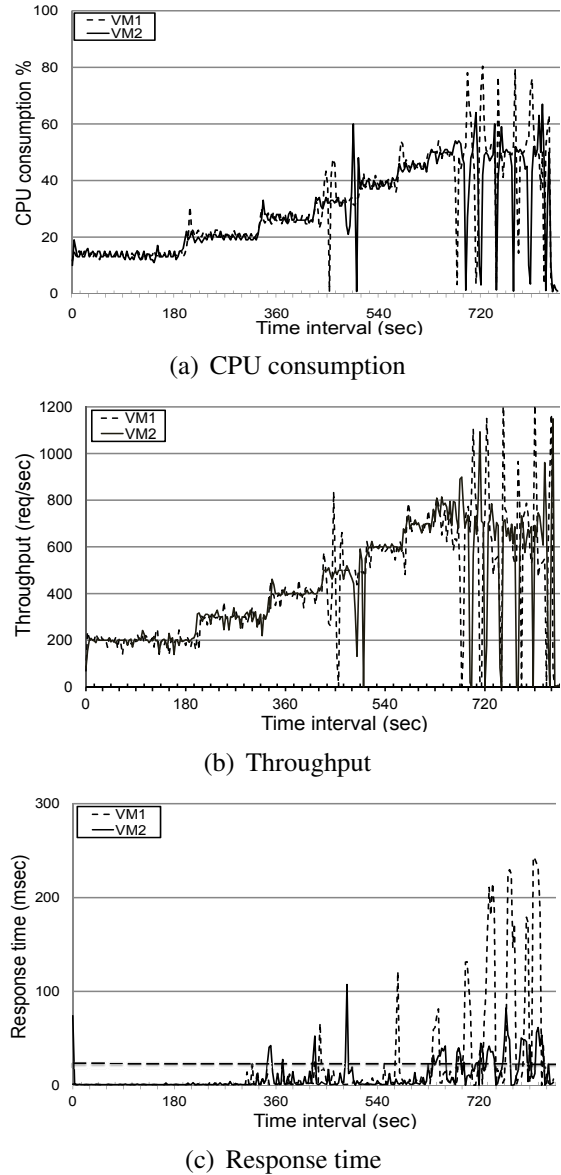 100
80
60
40
20
0
CPU consumption %
VM1
VM2
0 180 360 540 720
Time interval (sec)
(a) CPU consumption
1200
1000
800
600
400
200
0
Throughput (req/sec)
VM1
VM2
0 180 360 540 720
Time interval (sec)
(b) Throughput
300
200
100
0
Response time (msec)
VM1
VM2
0 180 360 540 720
Time interval (sec)
(c) Response time